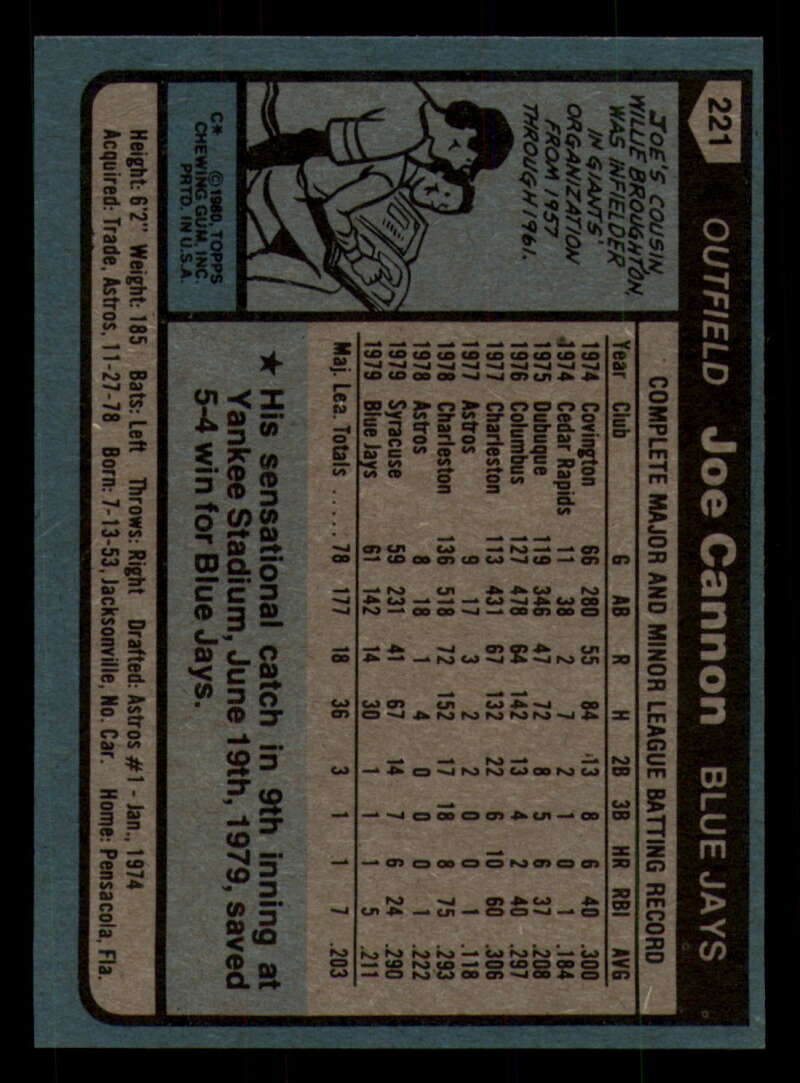 221 OUTFIELD Joe Cannon BLUE JAYS
JOE'S COUSIN
WILLIE BROUGHTON,
WAS INFIELDER
IN GIANTS'
ORGANIZATION
FROM 1957
THROUGH 1961.
C* ©1980 TOPPS
CHEWING GUM, INC.
PRTD. IN U.S.A.
COMPLETE MAJOR AND MINOR LEAGUE BATTING RECORD
Year Club G AB R H 2B 3B HR RBI AVG
1974 Covington 66 280 55 84 13 8 6 40 .300
1974 Cedar Rapids 11 38 2 7 2 1 0 1 .184
1975 Dubuque 119 346 47 72 8 5 6 37 .208
1976 Columbus 127 478 64 142 13 4 2 40 .297
1977 Charleston 113 431 67 132 22 6 10 60 .306
1977 Astros 9 17 3 2 2 0 0 1 .118
1978 Charleston 136 518 72 152 17 18 8 75 .293
1978 Astros 8 18 1 4 0 0 0 1 .222
1979 Syracuse 59 231 41 67 14 7 6 24 .290
1979 Blue Jays 61 142 14 30 1 1 1 5 .211
Maj. Lea. Totals ..... 78 177 18 36 3 1 1 7 .203
★ His sensational catch in 9th inning at
Yankee Stadium, June 19th, 1979, saved
5-4 win for Blue Jays.
Height: 6'2" Weight: 185 Bats: Left Throws: Right Drafted: Astros #1 - Jan., 1974
Acquired: Trade, Astros, 11-27-78 Born: 7-13-53, Jacksonville, No. Car. Home: Pensacola, Fla.